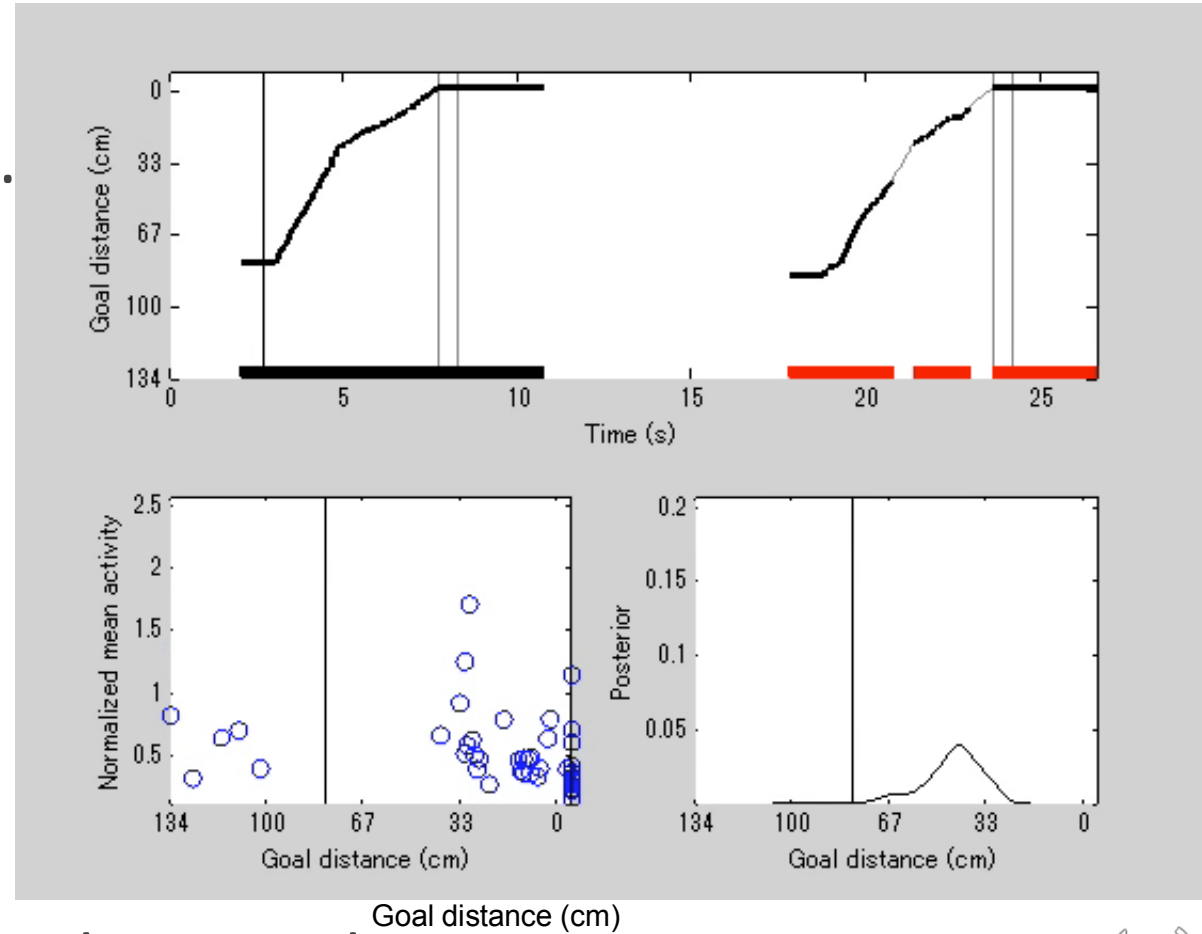 0
33
67
100
134
Goal distance (cm)
0 5 10 15 20 25
Time (s)
2.5
2
1.5
1
0.5
Normalized mean activity
134 100 67 33 0
Goal distance (cm)
0.2
0.15
0.1
0.05
Posterior
134 100 67 33 0
Goal distance (cm)
Goal distance (cm)